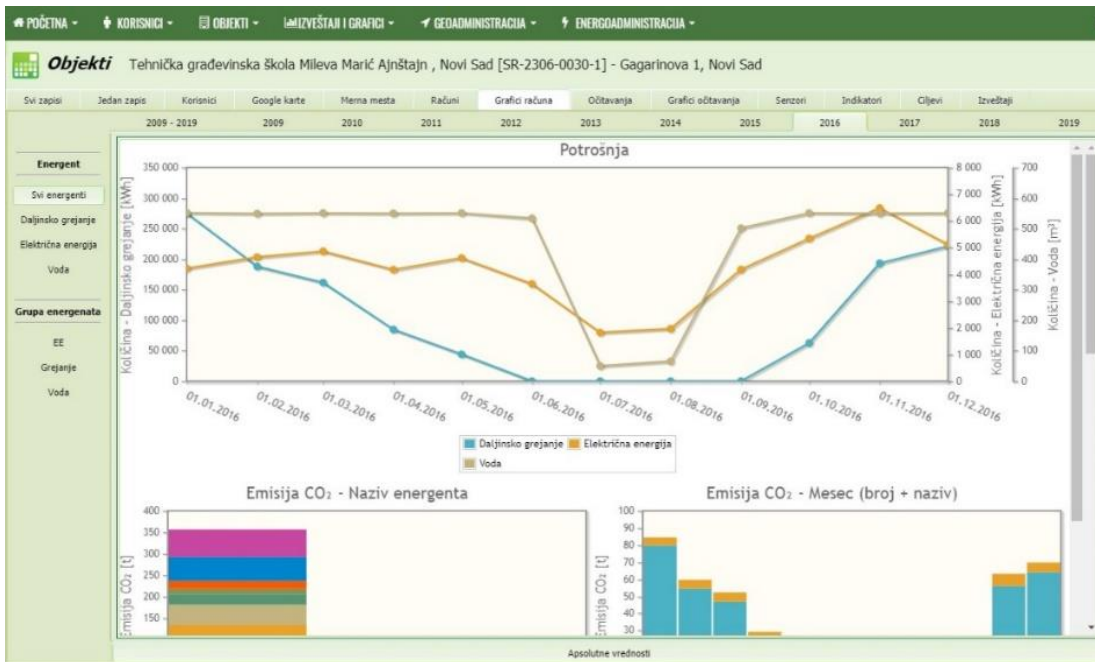 POČETNA KORISNICI OBJEKTI IZVEŠTAJI I GRAFICI GEOADMINISTRACIJA ENERGOADMINISTRACIJA
Objekti Tehnička građevinska škola Mileva Marić Ajnštajn , Novi Sad [SR-2306-0030-1] - Gagarinova 1, Novi Sad
Svi zapisi Jedan zapis Korisnici Google karte Merna mesta Računi Grafici računa Očitavanja Grafici očitavanja Senzori Indikatori Ciljevi Izveštaji
2009 - 2019 2009 2010 2011 2012 2013 2014 2015 2016 2017 2018 2019
Energent
Svi energenti
Daljinsko grejanje
Električna energija
Voda
Grupa energenata
EE
Grejanje
Voda
Potrošnja
Količina - Daljinsko grejanje [kWh]
350 000
300 000
250 000
200 000
150 000
100 000
50 000
0
8 000
7 000
6 000
5 000
4 000
3 000
2 000
1 000
0
Količina - Električna energija [kWh]
700
600
500
400
300
200
100
0
Količina - Voda [m³]
01.01.2016 01.02.2016 01.03.2016 01.04.2016 01.05.2016 01.06.2016 01.07.2016 01.08.2016 01.09.2016 01.10.2016 01.11.2016 01.12.2016
Daljinsko grejanje Električna energija
Voda
Emisija CO₂ - Naziv energenta
Emisija CO₂ [t]
400
350
300
250
200
150
Emisija CO₂ - Mesec (broj + naziv)
Emisija CO₂ [t]
100
90
80
70
60
50
40
30
Apsolutne vrednosti